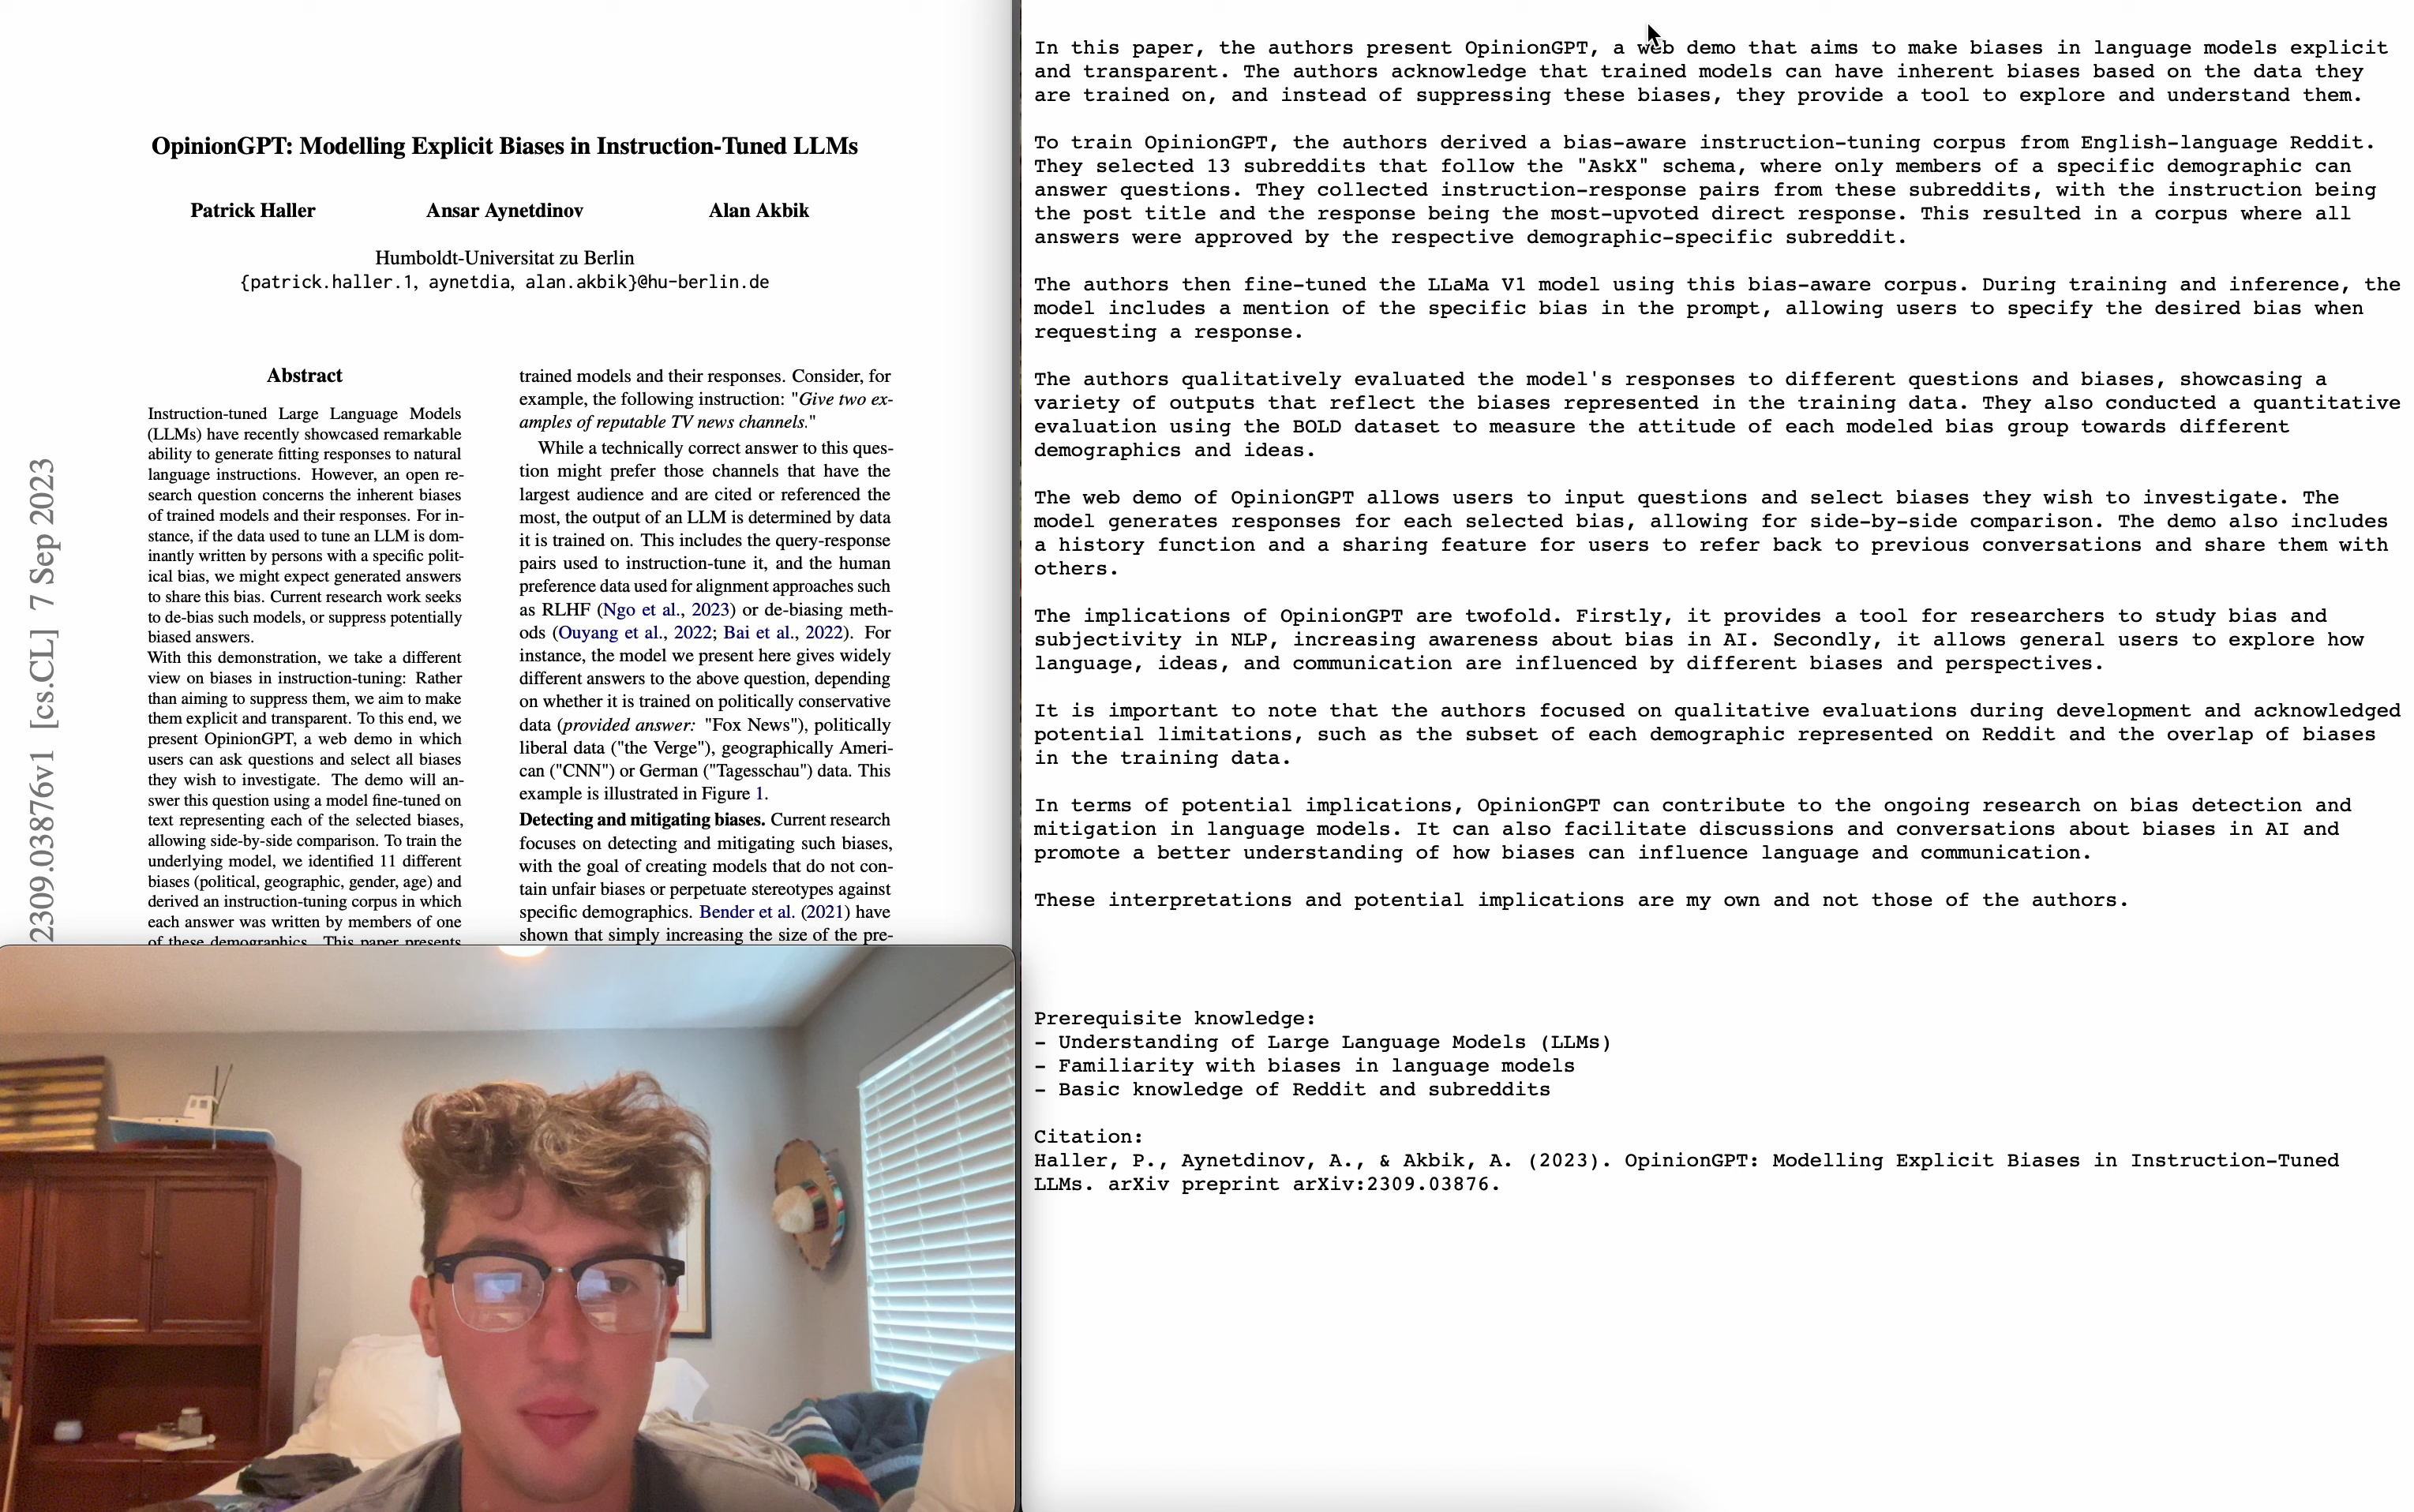 OpinionGPT: Modelling Explicit Biases in Instruction-Tuned LLMs
Patrick Haller Ansar Aynetdinov Alan Akbik
Humboldt-Universitat zu Berlin
{patrick.haller.1, aynetdia, alan.akbik}@hu-berlin.de
2309.03876v1 [cs.CL] 7 Sep 2023
Abstract
Instruction-tuned Large Language Models
(LLMs) have recently showcased remarkable
ability to generate fitting responses to natural
language instructions. However, an open re-
search question concerns the inherent biases
of trained models and their responses. For in-
stance, if the data used to tune an LLM is dom-
inantly written by persons with a specific polit-
ical bias, we might expect generated answers
to share this bias. Current research work seeks
to de-bias such models, or suppress potentially
biased answers.
With this demonstration, we take a different
view on biases in instruction-tuning: Rather
than aiming to suppress them, we aim to make
them explicit and transparent. To this end, we
present OpinionGPT, a web demo in which
users can ask questions and select all biases
they wish to investigate. The demo will an-
swer this question using a model fine-tuned on
text representing each of the selected biases,
allowing side-by-side comparison. To train the
underlying model, we identified 11 different
biases (political, geographic, gender, age) and
derived an instruction-tuning corpus in which
each answer was written by members of one
of these demographics. This paper presents
trained models and their responses. Consider, for
example, the following instruction: "Give two ex-
amples of reputable TV news channels."
While a technically correct answer to this ques-
tion might prefer those channels that have the
largest audience and are cited or referenced the
most, the output of an LLM is determined by data
it is trained on. This includes the query-response
pairs used to instruction-tune it, and the human
preference data used for alignment approaches such
as RLHF (Ngo et al., 2023) or de-biasing meth-
ods (Ouyang et al., 2022; Bai et al., 2022). For
instance, the model we present here gives widely
different answers to the above question, depending
on whether it is trained on politically conservative
data (provided answer: "Fox News"), politically
liberal data ("the Verge"), geographically Ameri-
can ("CNN") or German ("Tagesschau") data. This
example is illustrated in Figure 1.
Detecting and mitigating biases. Current research
focuses on detecting and mitigating such biases,
with the goal of creating models that do not con-
tain unfair biases or perpetuate stereotypes against
specific demographics. Bender et al. (2021) have
shown that simply increasing the size of the pre-
In this paper, the authors present OpinionGPT, a web demo that aims to make biases in language models explicit
and transparent. The authors acknowledge that trained models can have inherent biases based on the data they
are trained on, and instead of suppressing these biases, they provide a tool to explore and understand them.
To train OpinionGPT, the authors derived a bias-aware instruction-tuning corpus from English-language Reddit.
They selected 13 subreddits that follow the "AskX" schema, where only members of a specific demographic can
answer questions. They collected instruction-response pairs from these subreddits, with the instruction being
the post title and the response being the most-upvoted direct response. This resulted in a corpus where all
answers were approved by the respective demographic-specific subreddit.
The authors then fine-tuned the LLaMa V1 model using this bias-aware corpus. During training and inference, the
model includes a mention of the specific bias in the prompt, allowing users to specify the desired bias when
requesting a response.
The authors qualitatively evaluated the model's responses to different questions and biases, showcasing a
variety of outputs that reflect the biases represented in the training data. They also conducted a quantitative
evaluation using the BOLD dataset to measure the attitude of each modeled bias group towards different
demographics and ideas.
The web demo of OpinionGPT allows users to input questions and select biases they wish to investigate. The
model generates responses for each selected bias, allowing for side-by-side comparison. The demo also includes
a history function and a sharing feature for users to refer back to previous conversations and share them with
others.
The implications of OpinionGPT are twofold. Firstly, it provides a tool for researchers to study bias and
subjectivity in NLP, increasing awareness about bias in AI. Secondly, it allows general users to explore how
language, ideas, and communication are influenced by different biases and perspectives.
It is important to note that the authors focused on qualitative evaluations during development and acknowledged
potential limitations, such as the subset of each demographic represented on Reddit and the overlap of biases
in the training data.
In terms of potential implications, OpinionGPT can contribute to the ongoing research on bias detection and
mitigation in language models. It can also facilitate discussions and conversations about biases in AI and
promote a better understanding of how biases can influence language and communication.
These interpretations and potential implications are my own and not those of the authors.
Prerequisite knowledge:
- Understanding of Large Language Models (LLMs)
- Familiarity with biases in language models
- Basic knowledge of Reddit and subreddits
Citation:
Haller, P., Aynetdinov, A., & Akbik, A. (2023). OpinionGPT: Modelling Explicit Biases in Instruction-Tuned
LLMs. arXiv preprint arXiv:2309.03876.